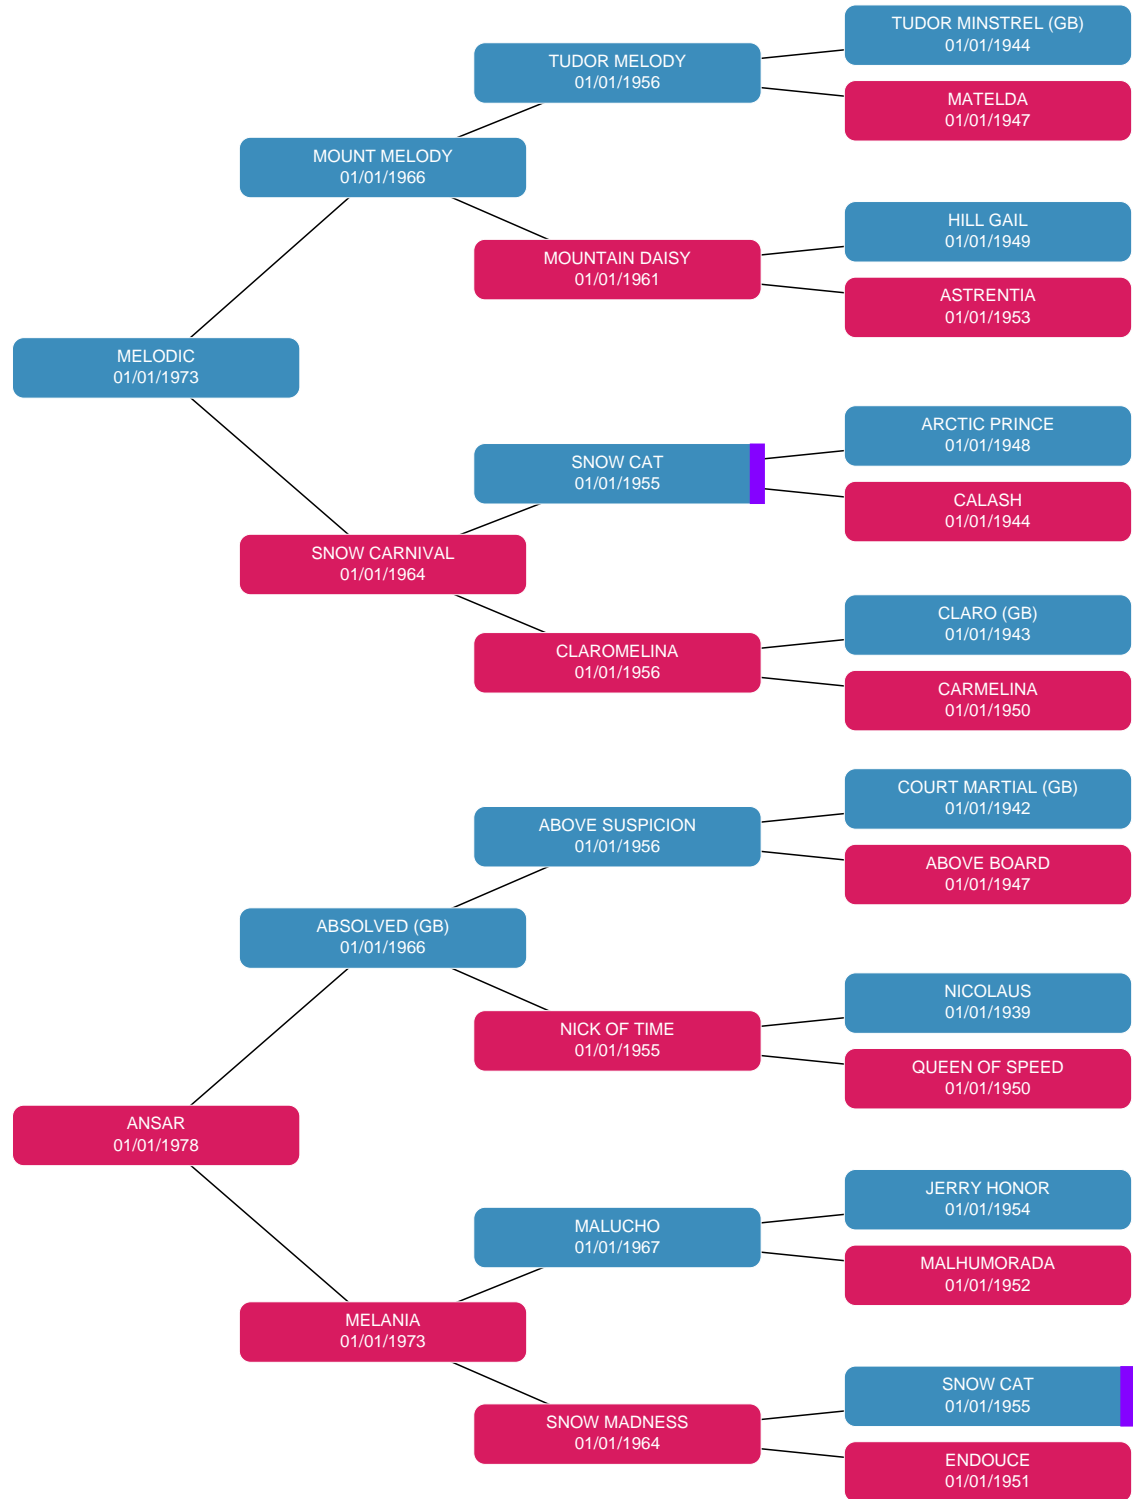 TUDOR MINSTREL (GB)
01/01/1944
TUDOR MELODY
01/01/1956
MATELDA
01/01/1947
MOUNT MELODY
01/01/1966
HILL GAIL
01/01/1949
MOUNTAIN DAISY
01/01/1961
ASTRENTIA
01/01/1953
MELODIC
01/01/1973
ARCTIC PRINCE
01/01/1948
SNOW CAT
01/01/1955
CALASH
01/01/1944
SNOW CARNIVAL
01/01/1964
CLARO (GB)
01/01/1943
CLAROMELINA
01/01/1956
CARMELINA
01/01/1950
COURT MARTIAL (GB)
01/01/1942
ABOVE SUSPICION
01/01/1956
ABOVE BOARD
01/01/1947
ABSOLVED (GB)
01/01/1966
NICOLAUS
01/01/1939
NICK OF TIME
01/01/1955
QUEEN OF SPEED
01/01/1950
ANSAR
01/01/1978
JERRY HONOR
01/01/1954
MALUCHO
01/01/1967
MALHUMORADA
01/01/1952
MELANIA
01/01/1973
SNOW CAT
01/01/1955
SNOW MADNESS
01/01/1964
ENDOUCE
01/01/1951